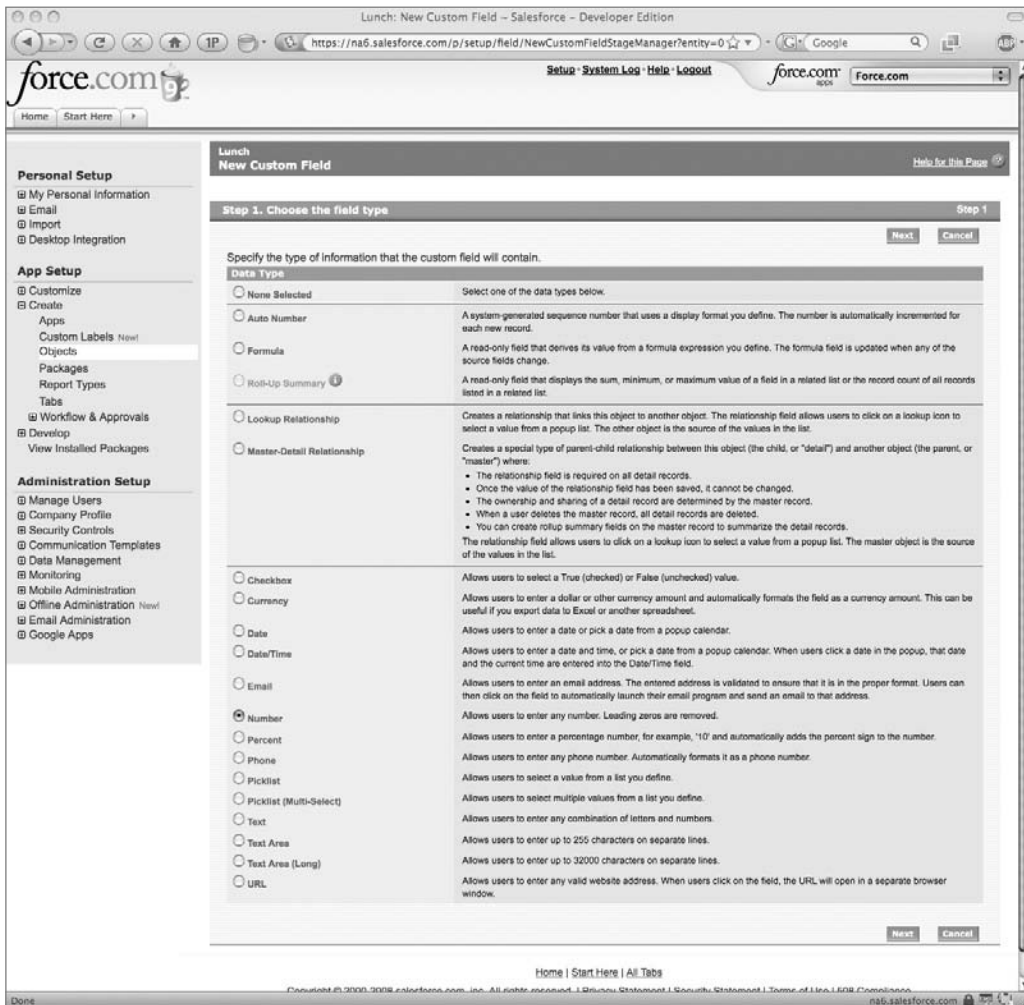 Lunch: New Custom Field – Salesforce – Developer Edition
https://na6.salesforce.com/p/setup/field/NewCustomFieldStageManager?entity=0
1P
Google
ABP
force.com
Setup · System Log · Help · Logout
force.com apps
Force.com
Home
Start Here
Personal Setup
My Personal Information
Email
Import
Desktop Integration
App Setup
Customize
Create
Apps
Custom Labels New!
Objects
Packages
Report Types
Tabs
Workflow & Approvals
Develop
View Installed Packages
Administration Setup
Manage Users
Company Profile
Security Controls
Communication Templates
Data Management
Monitoring
Mobile Administration
Offline Administration New!
Email Administration
Google Apps
Lunch
New Custom Field
Help for this Page
Step 1. Choose the field type
Step 1
Next Cancel
Specify the type of information that the custom field will contain.
Data Type
None Selected
Select one of the data types below.
Auto Number
A system-generated sequence number that uses a display format you define. The number is automatically incremented for
each new record.
Formula
A read-only field that derives its value from a formula expression you define. The formula field is updated when any of the
source fields change.
Roll-Up Summary
A read-only field that displays the sum, minimum, or maximum value of a field in a related list or the record count of all records
listed in a related list.
Lookup Relationship
Creates a relationship that links this object to another object. The relationship field allows users to click on a lookup icon to
select a value from a popup list. The other object is the source of the values in the list.
Master-Detail Relationship
Creates a special type of parent-child relationship between this object (the child, or "detail") and another object (the parent, or
"master") where:
• The relationship field is required on all detail records.
• Once the value of the relationship field has been saved, it cannot be changed.
• The ownership and sharing of a detail record are determined by the master record.
• When a user deletes the master record, all detail records are deleted.
• You can create rollup summary fields on the master record to summarize the detail records.
The relationship field allows users to click on a lookup icon to select a value from a popup list. The master object is the source
of the values in the list.
Checkbox
Allows users to select a True (checked) or False (unchecked) value.
Currency
Allows users to enter a dollar or other currency amount and automatically formats the field as a currency amount. This can be
useful if you export data to Excel or another spreadsheet.
Date
Allows users to enter a date or pick a date from a popup calendar.
Date/Time
Allows users to enter a date and time, or pick a date from a popup calendar. When users click a date in the popup, that date
and the current time are entered into the Date/Time field.
Email
Allows users to enter an email address. The entered address is validated to ensure that it is in the proper format. Users can
then click on the field to automatically launch their email program and send an email to that address.
Number
Allows users to enter any number. Leading zeros are removed.
Percent
Allows users to enter a percentage number, for example, '10' and automatically adds the percent sign to the number.
Phone
Allows users to enter any phone number. Automatically formats it as a phone number.
Picklist
Allows users to select a value from a list you define.
Picklist (Multi-Select)
Allows users to select multiple values from a list you define.
Text
Allows users to enter any combination of letters and numbers.
Text Area
Allows users to enter up to 255 characters on separate lines.
Text Area (Long)
Allows users to enter up to 32000 characters on separate lines.
URL
Allows users to enter any valid website address. When users click on the field, the URL will open in a separate browser
window.
Next Cancel
Home | Start Here | All Tabs
Copyright © 2000-2008 salesforce.com, inc. All rights reserved. | Privacy Statement | Security Statement | Terms of Use | 508 Compliance
Done
na6.salesforce.com